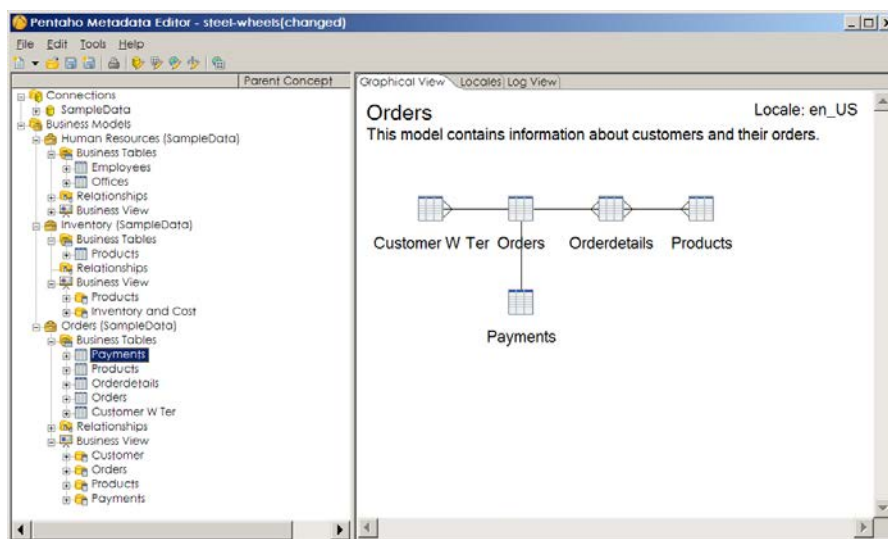 Pentaho Metadata Editor - steel-wheels(changed)
File Edit Tools Help
Parent Concept
Connections
SampleData
Business Models
Human Resources (SampleData)
Business Tables
Employees
Offices
Relationships
Business View
Inventory (SampleData)
Business Tables
Products
Relationships
Business View
Products
Inventory and Cost
Orders (SampleData)
Business Tables
Payments
Products
Orderdetails
Orders
Customer W Ter
Relationships
Business View
Customer
Orders
Products
Payments
Graphical View Locales Log View
Orders Locale: en_US
This model contains information about customers and their orders.
Customer W Ter Orders Orderdetails Products
Payments